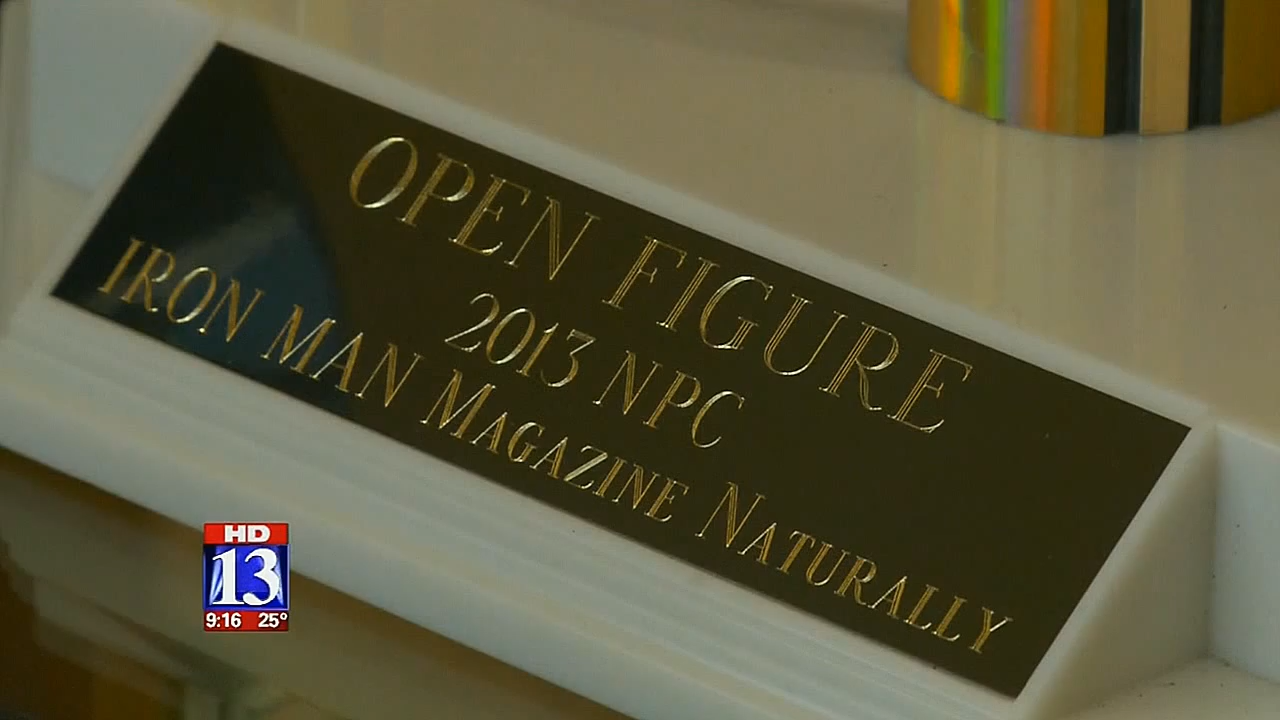 OPEN FIGURE
2013 NPC
IRON MAN MAGAZINE NATURALLY
HD
13
9:16 25°